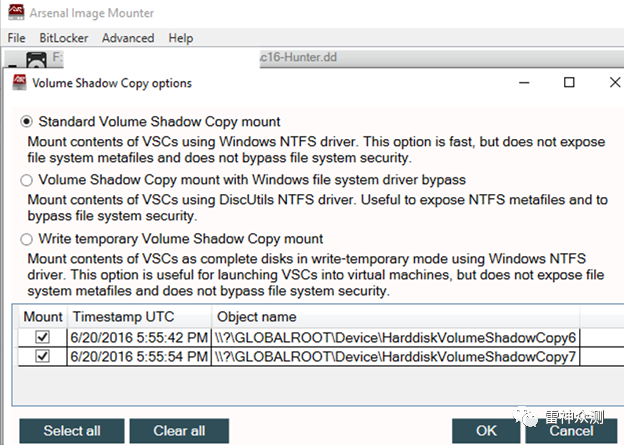 Arsenal Image Mounter
File BitLocker Advanced Help
F: c16-Hunter.dd
Volume Shadow Copy options
Standard Volume Shadow Copy mount
Mount contents of VSCs using Windows NTFS driver. This option is fast, but does not expose
file system metafiles and does not bypass file system security.
Volume Shadow Copy mount with Windows file system driver bypass
Mount contents of VSCs using DiscUtils NTFS driver. Useful to expose NTFS metafiles and to
bypass file system security.
Write temporary Volume Shadow Copy mount
Mount contents of VSCs as complete disks in write-temporary mode using Windows NTFS
driver. This option is useful for launching VSCs into virtual machines, but does not expose file
system metafiles and does not bypass file system security.
Mount Timestamp UTC Object name
6/20/2016 5:55:42 PM \\?\GLOBALROOT\Device\HarddiskVolumeShadowCopy6
6/20/2016 5:55:54 PM \\?\GLOBALROOT\Device\HarddiskVolumeShadowCopy7
Select all Clear all OK Cancel
雷神众测